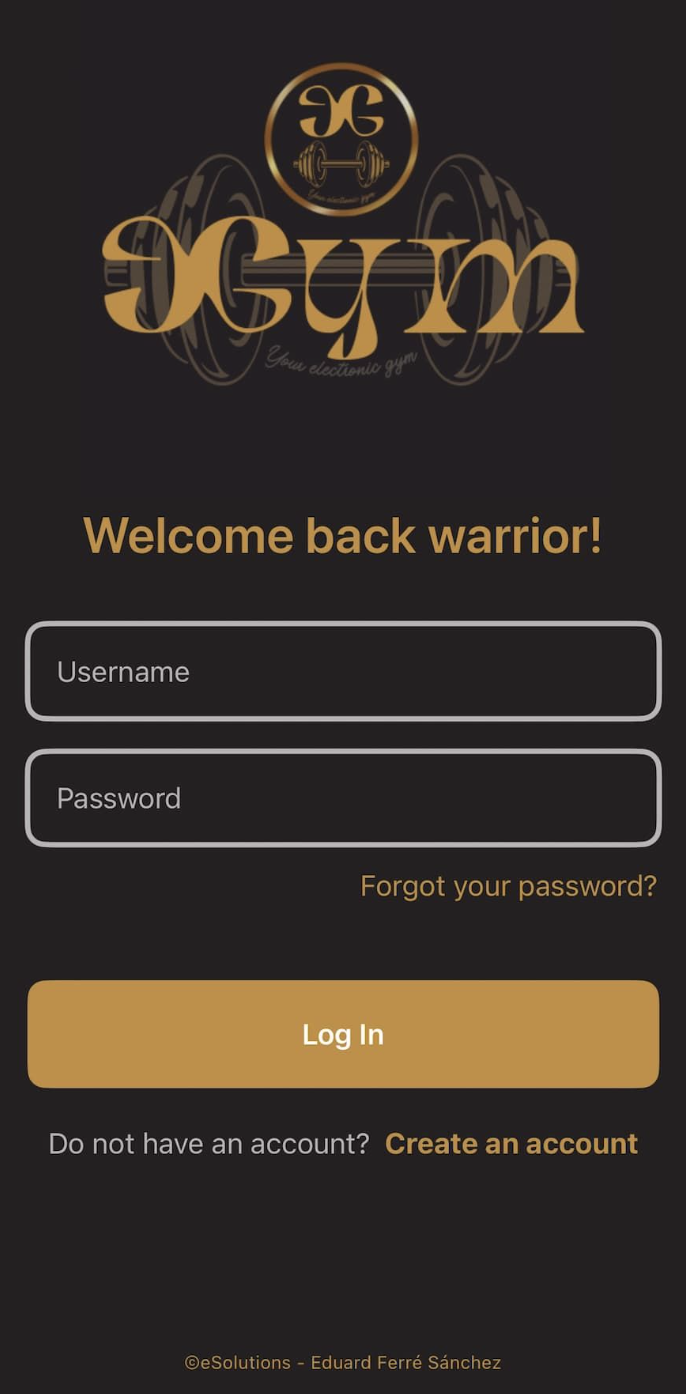 Your electronic gym
eGym
Your electronic gym
Welcome back warrior!
Username
Password
Forgot your password?
Log In
Do not have an account? Create an account
©eSolutions - Eduard Ferré Sánchez